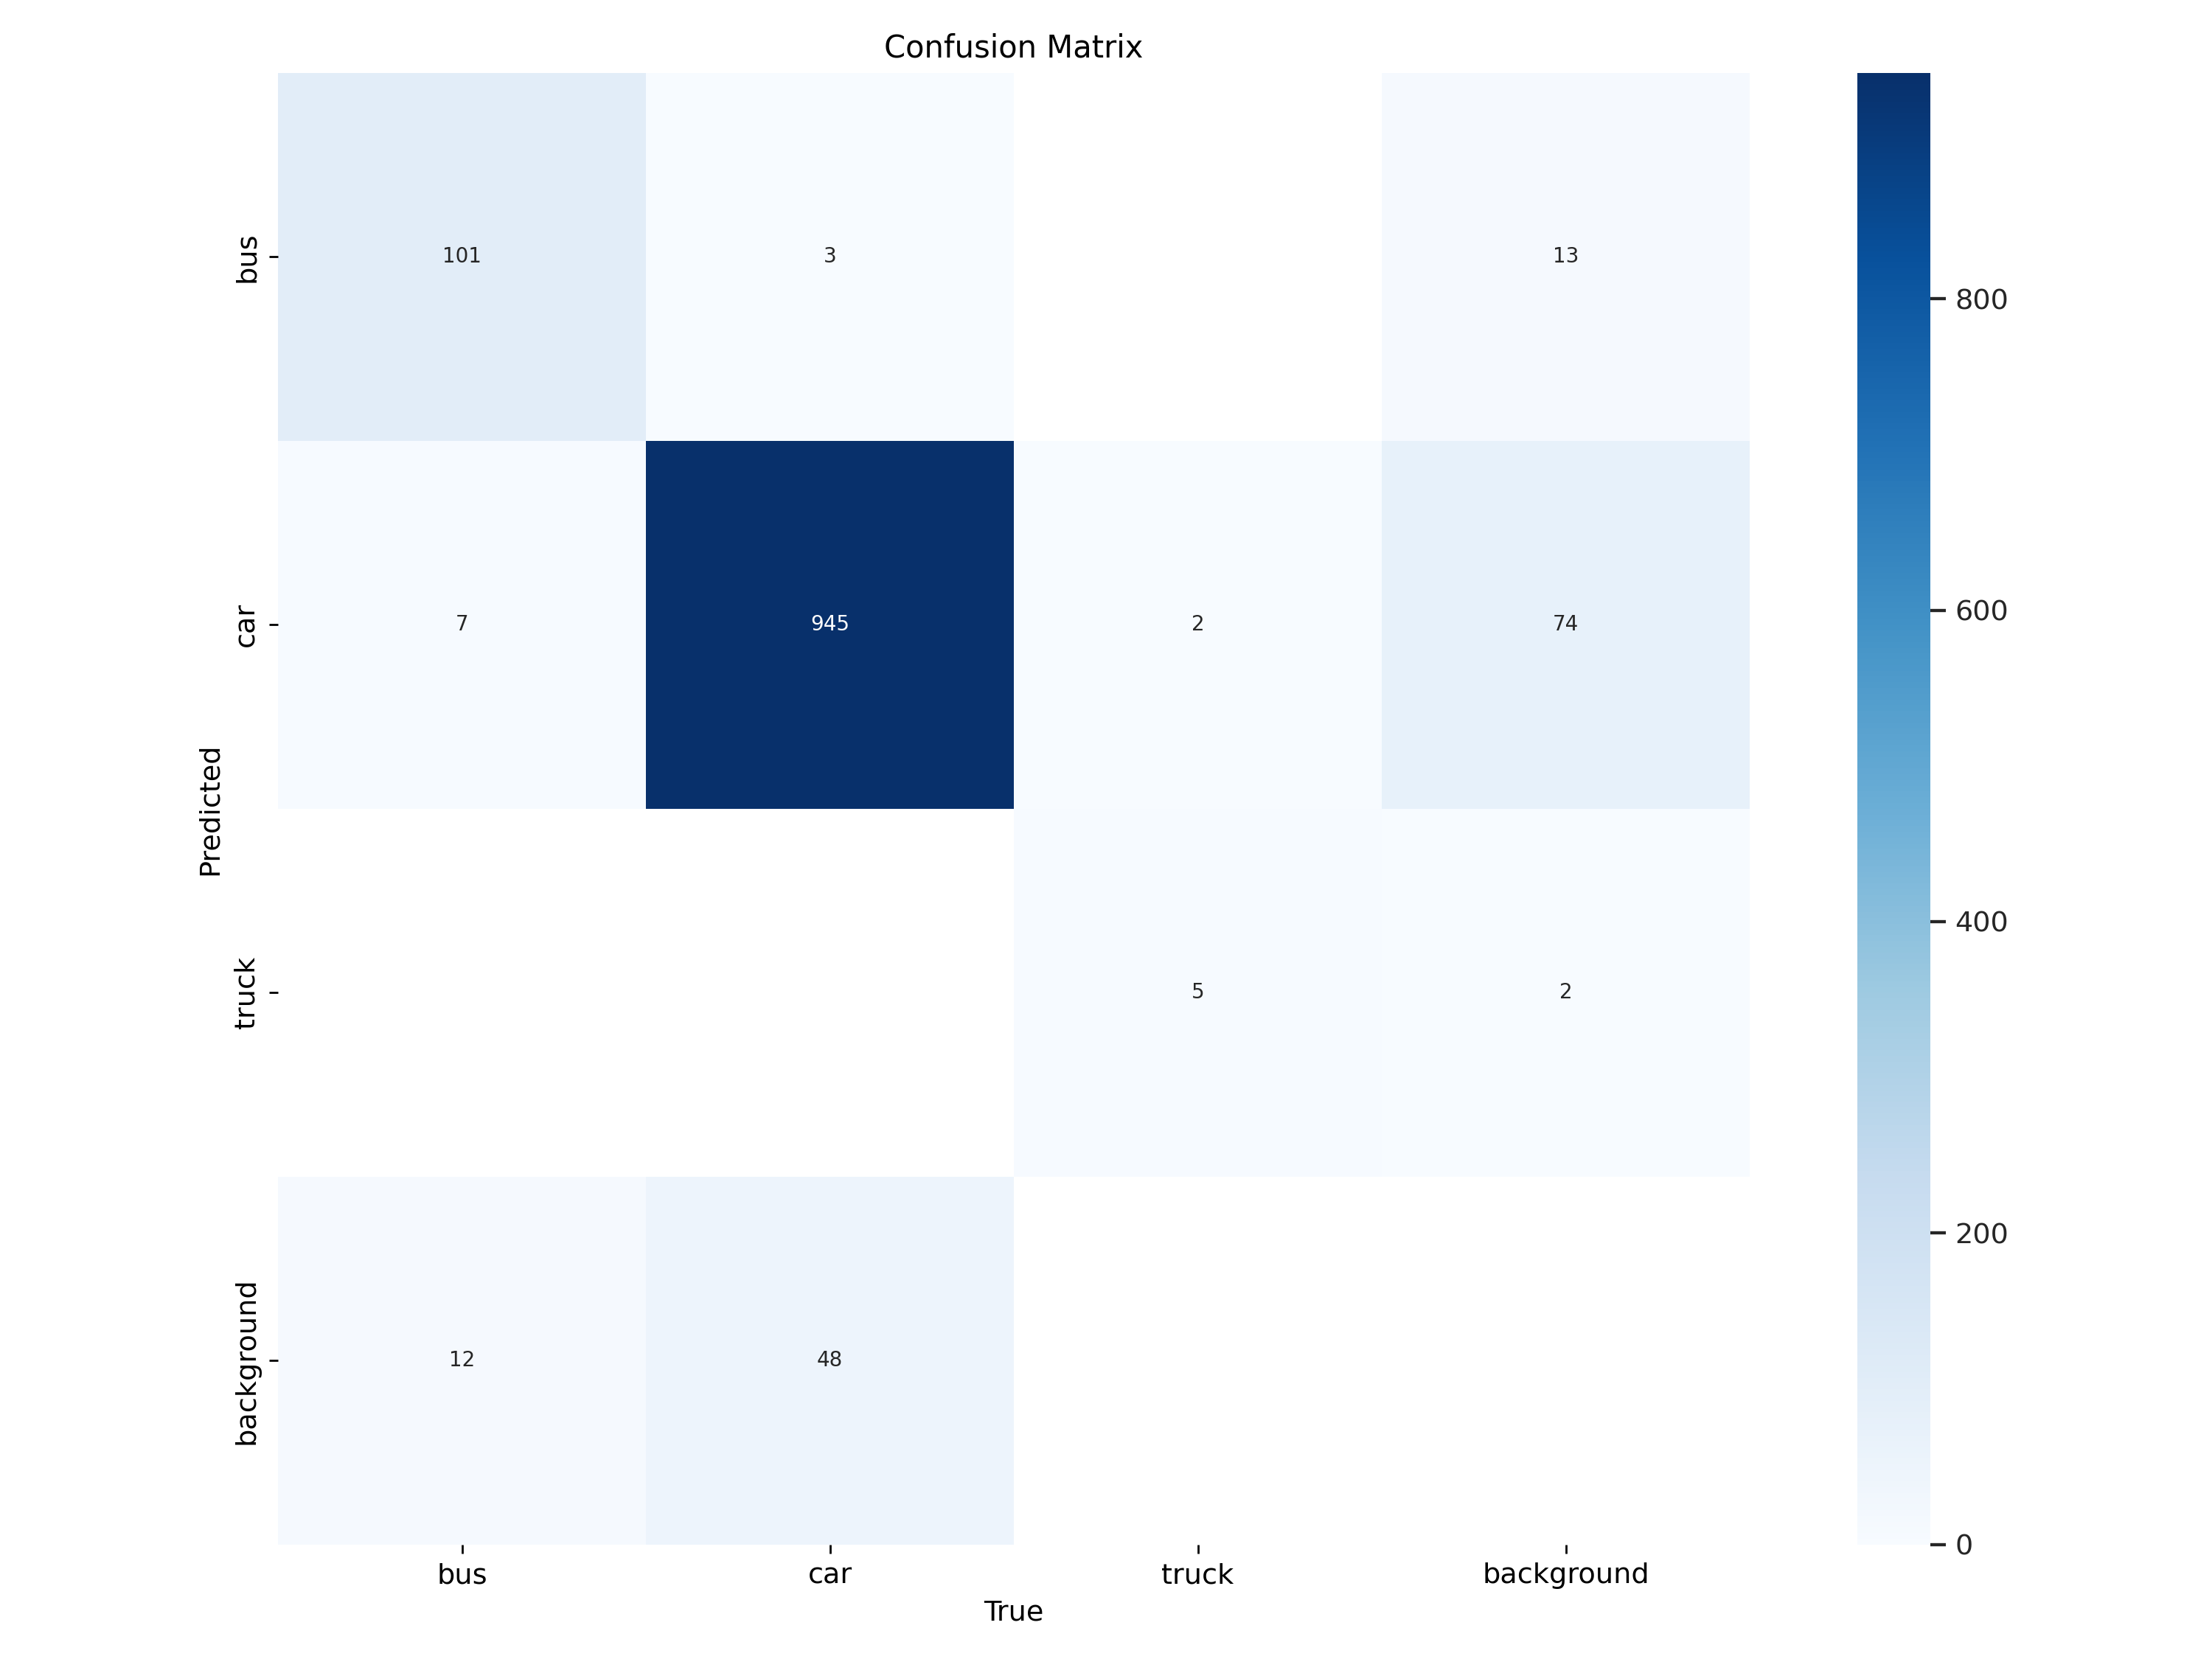 Confusion Matrix
bus
101
3
13
800
car
7
945
2
74
600
Predicted
truck
5
2
400
background
12
48
200
0
bus
car
truck
background
True